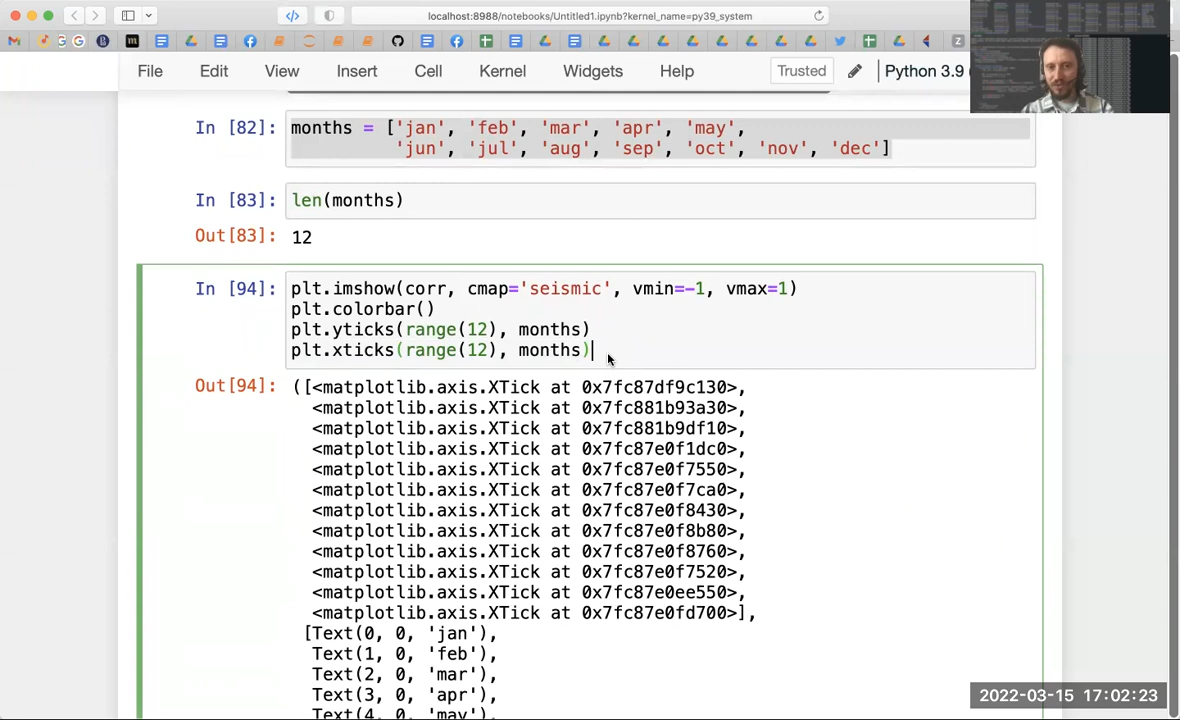 localhost:8988/notebooks/Untitled1.ipynb?kernel_name=py39_system
File Edit View Insert Cell Kernel Widgets Help Trusted Python 3.9
In [82]: months = ['jan', 'feb', 'mar', 'apr', 'may',
'jun', 'jul', 'aug', 'sep', 'oct', 'nov', 'dec']
In [83]: len(months)
Out[83]: 12
In [94]: plt.imshow(corr, cmap='seismic', vmin=-1, vmax=1)
plt.colorbar()
plt.yticks(range(12), months)
plt.xticks(range(12), months)
Out[94]: ([<matplotlib.axis.XTick at 0x7fc87df9c130>,
<matplotlib.axis.XTick at 0x7fc881b93a30>,
<matplotlib.axis.XTick at 0x7fc881b9df10>,
<matplotlib.axis.XTick at 0x7fc87e0f1dc0>,
<matplotlib.axis.XTick at 0x7fc87e0f7550>,
<matplotlib.axis.XTick at 0x7fc87e0f7ca0>,
<matplotlib.axis.XTick at 0x7fc87e0f8430>,
<matplotlib.axis.XTick at 0x7fc87e0f8b80>,
<matplotlib.axis.XTick at 0x7fc87e0f8760>,
<matplotlib.axis.XTick at 0x7fc87e0f7520>,
<matplotlib.axis.XTick at 0x7fc87e0ee550>,
<matplotlib.axis.XTick at 0x7fc87e0fd700>],
[Text(0, 0, 'jan'),
Text(1, 0, 'feb'),
Text(2, 0, 'mar'),
Text(3, 0, 'apr'),
Text(4, 0, 'may'),
2022-03-15 17:02:23